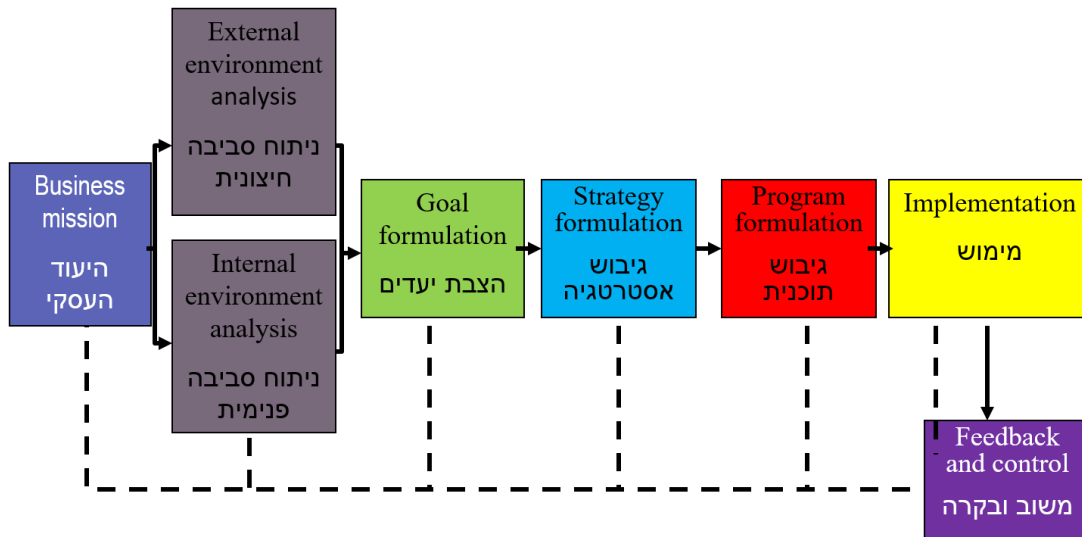 Business
mission
היעוד
העסקי
External
environment
analysis
ניתוח סביבה
חיצונית
Internal
environment
analysis
ניתוח סביבה
פנימית
Goal
formulation
הצבת יעדים
Strategy
formulation
גיבוש
אסטרטגיה
Program
formulation
גיבוש
תוכנית
Implementation
מימוש
Feedback
and control
משוב ובקרה